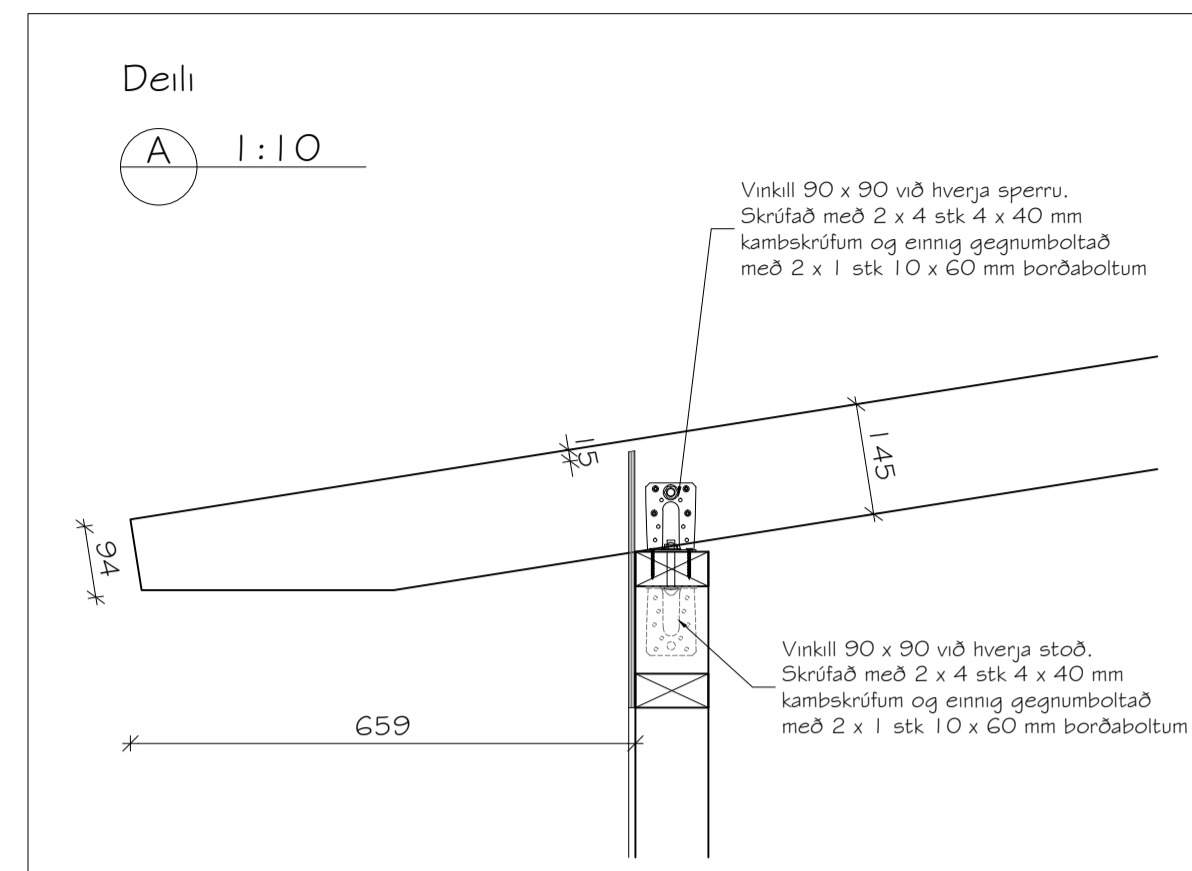 Deili
A 1:10
Vinkill 90 x 90 við hverja sperru.
Skrúfað með 2 x 4 stk 4 x 40 mm
kambskrúfum og einnig gegnumboltað
með 2 x 1 stk 10 x 60 mm borðaboltum
15
145
94
Vinkill 90 x 90 við hverja stoð.
Skrúfað með 2 x 4 stk 4 x 40 mm
kambskrúfum og einnig gegnumboltað
með 2 x 1 stk 10 x 60 mm borðaboltum
659